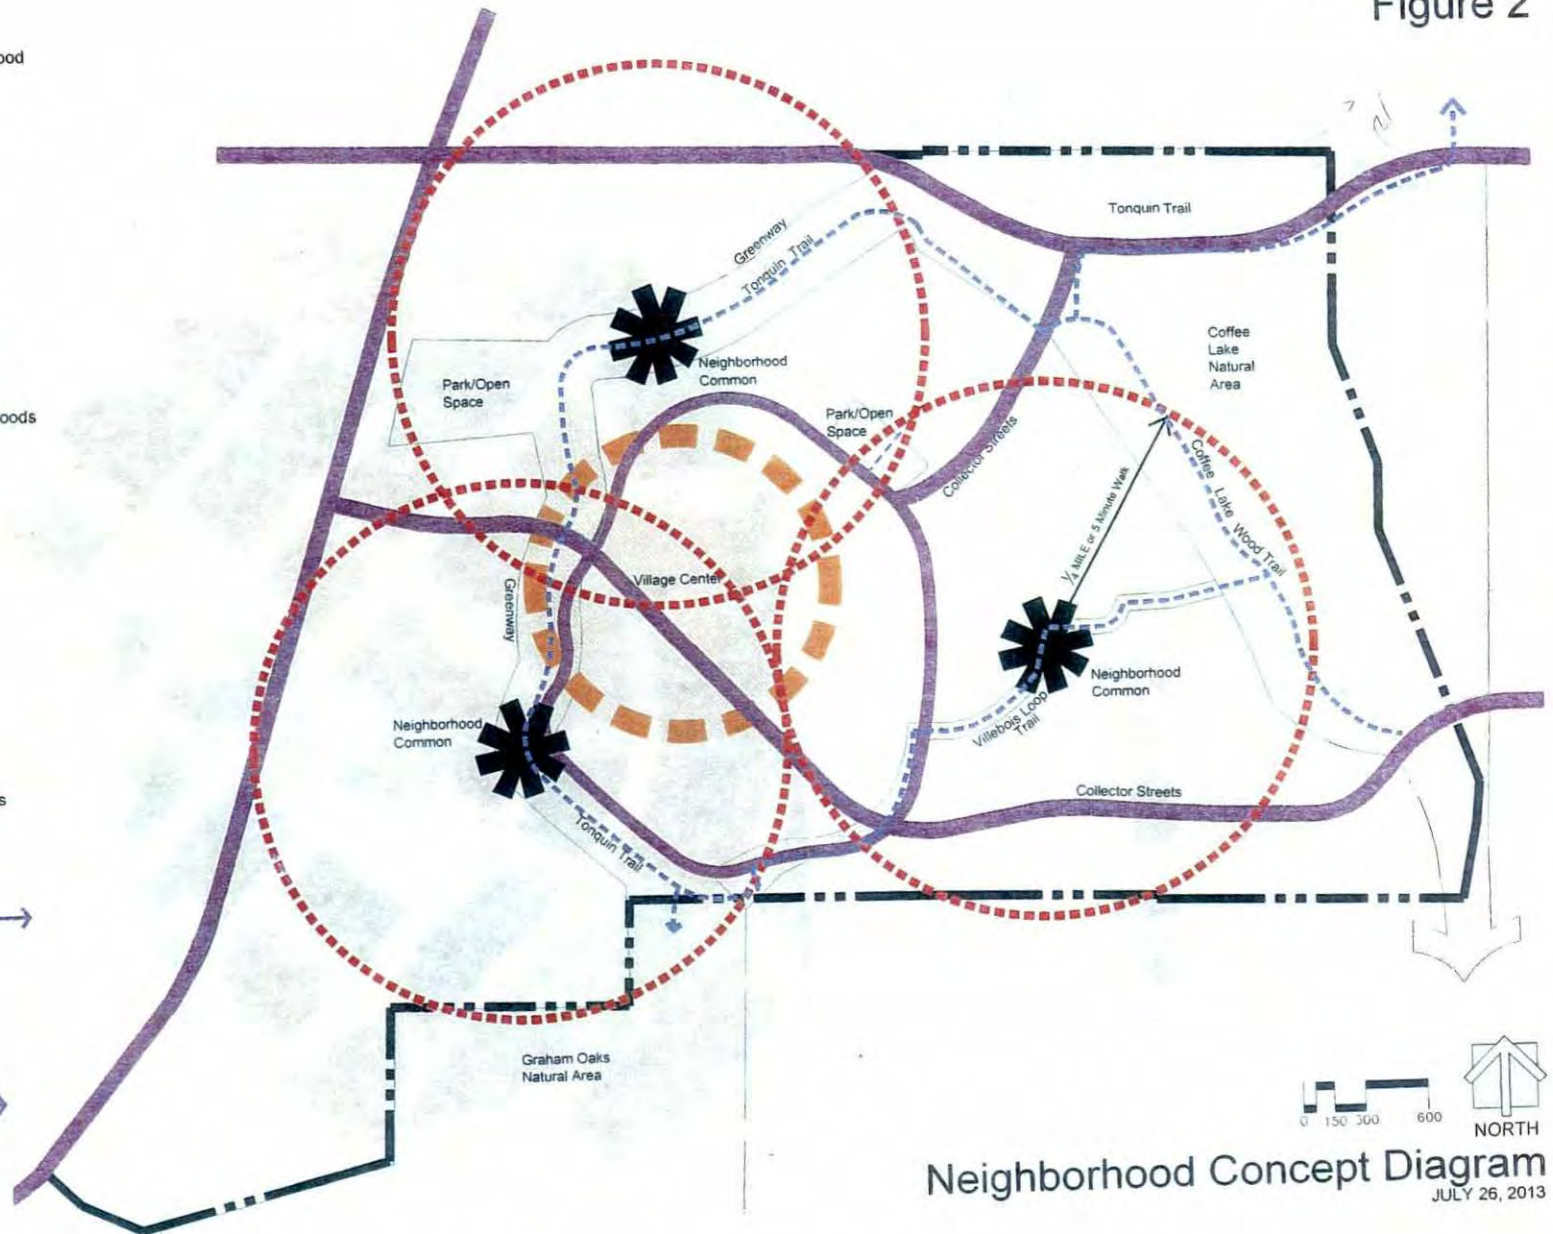 Figure 2
ood
Tonquin Trail
Greenway
Tonquin Trail
Coffee
Lake
Natural
Area
Neighborhood
Common
Park/Open
Space
oods
Park/Open
Space
Collector Streets
¼ MILE or 5 Minute Walk
Coffee Lake Wood Trail
Village Center
Greenway
Neighborhood
Common
Villebois Loop
Trail
Neighborhood
Common
Collector Streets
s
Tonquin Trail
Graham Oaks
Natural Area
0 150 300 600
NORTH
Neighborhood Concept Diagram
JULY 26, 2013